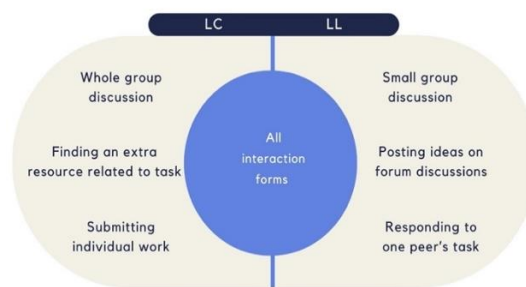 LC LL
Whole group
discussion
Finding an extra
resource related to task
Submitting
individual work
All
interaction
forms
Small group
discussion
Posting ideas on
forum discussions
Responding to
one peer's task